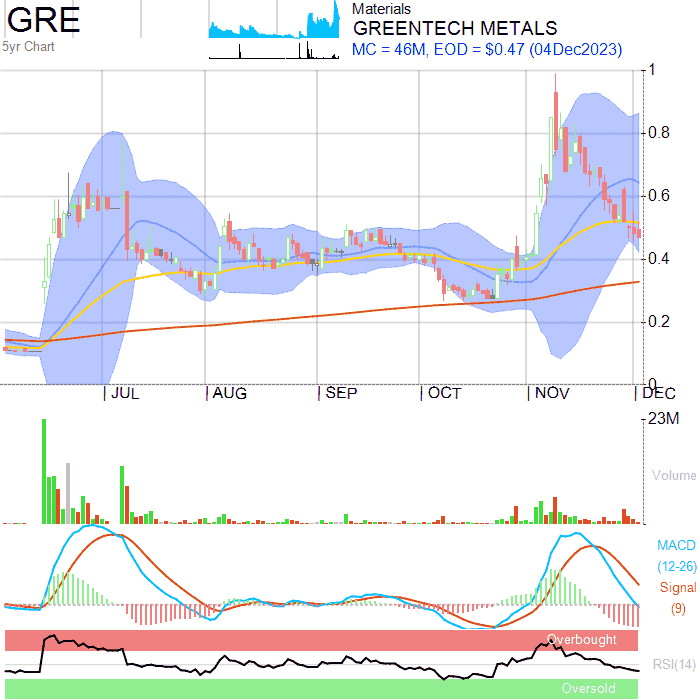 GRE
5yr Chart
Materials
GREENTECH METALS
MC = 46M, EOD = $0.47 (04Dec2023)
1
0.8
0.6
0.4
0.2
0
JUL AUG SEP OCT NOV DEC
23M
Volume
MACD
(12-26)
Signal
(9)
Overbought
RSI(14)
Oversold